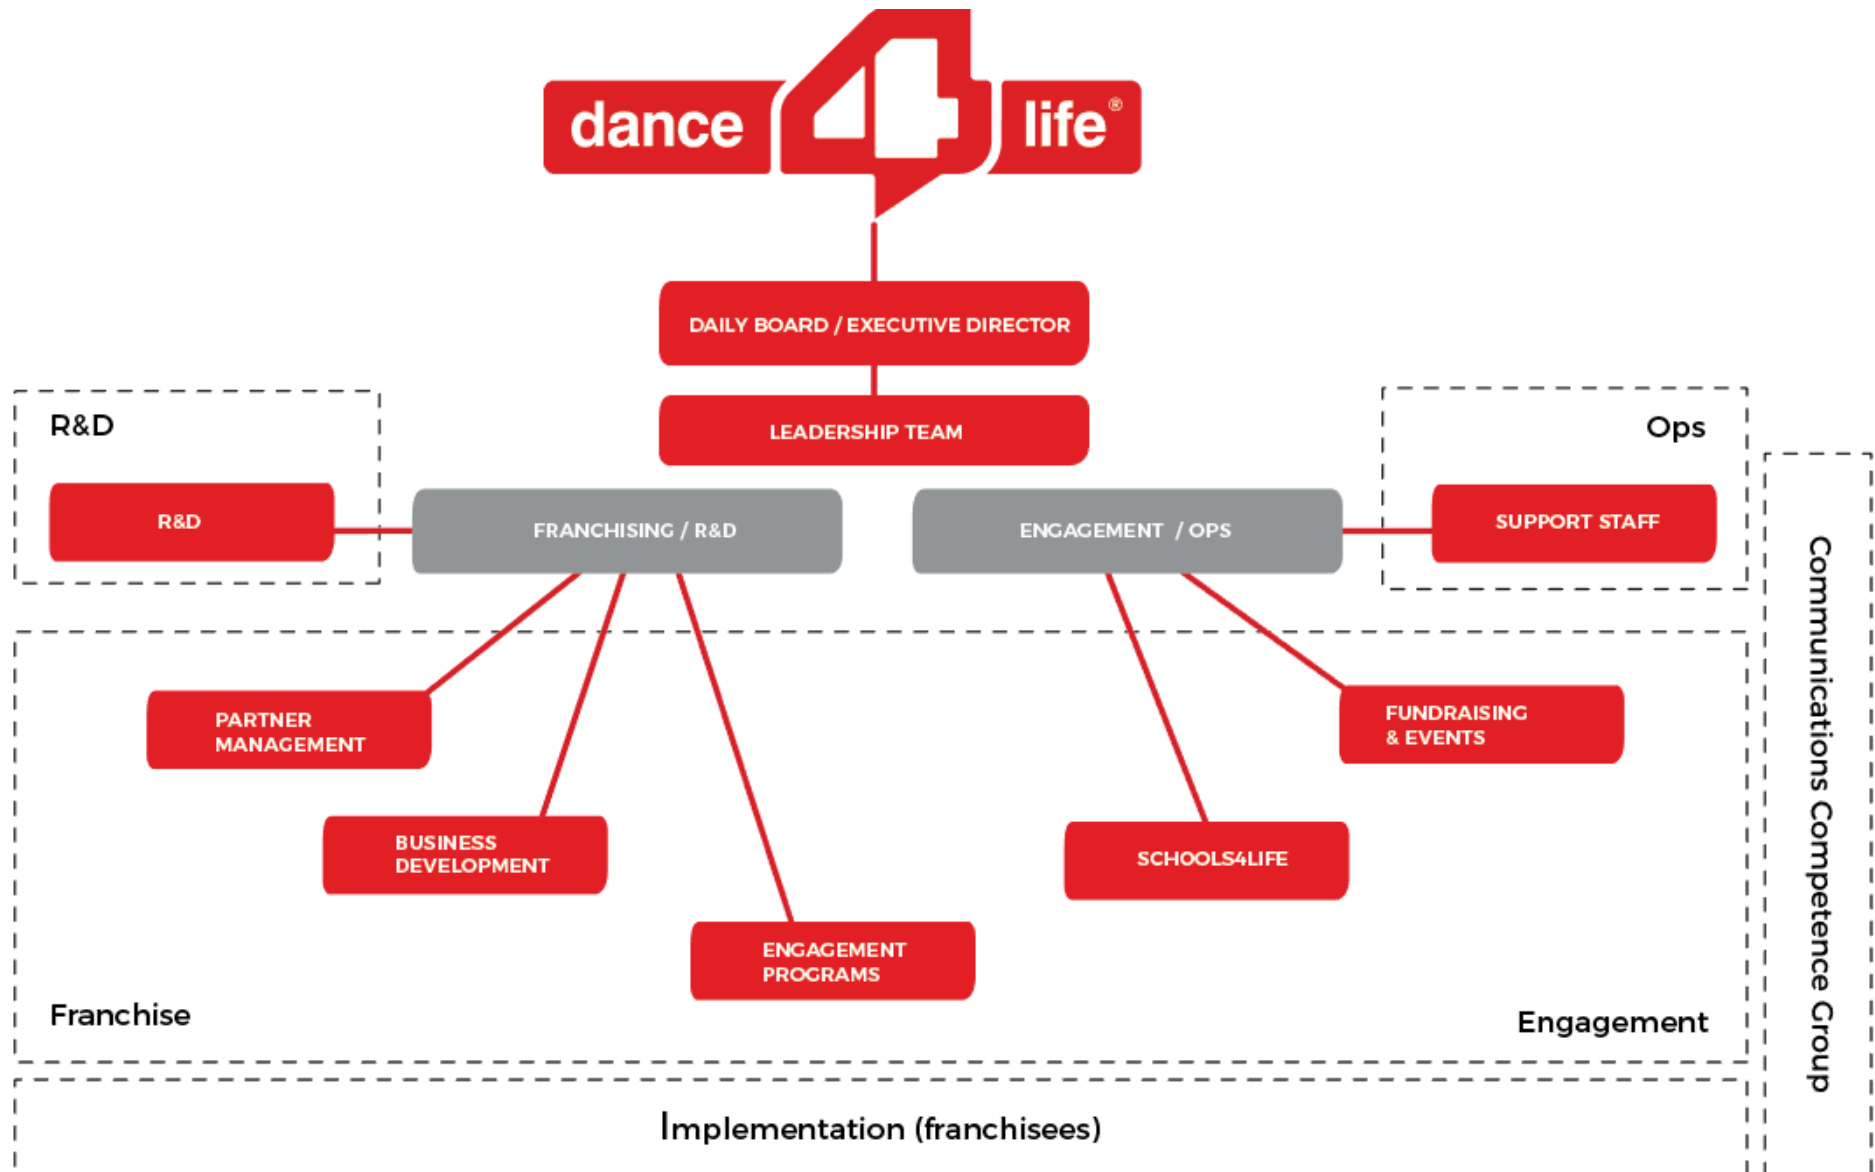 dance 4 life®
DAILY BOARD / EXECUTIVE DIRECTOR
LEADERSHIP TEAM
R&D
Ops
R&D
FRANCHISING / R&D
ENGAGEMENT / OPS
SUPPORT STAFF
PARTNER
MANAGEMENT
FUNDRAISING
& EVENTS
BUSINESS
DEVELOPMENT
SCHOOLS4LIFE
ENGAGEMENT
PROGRAMS
Franchise
Engagement
Communications Competence Group
Implementation (franchisees)